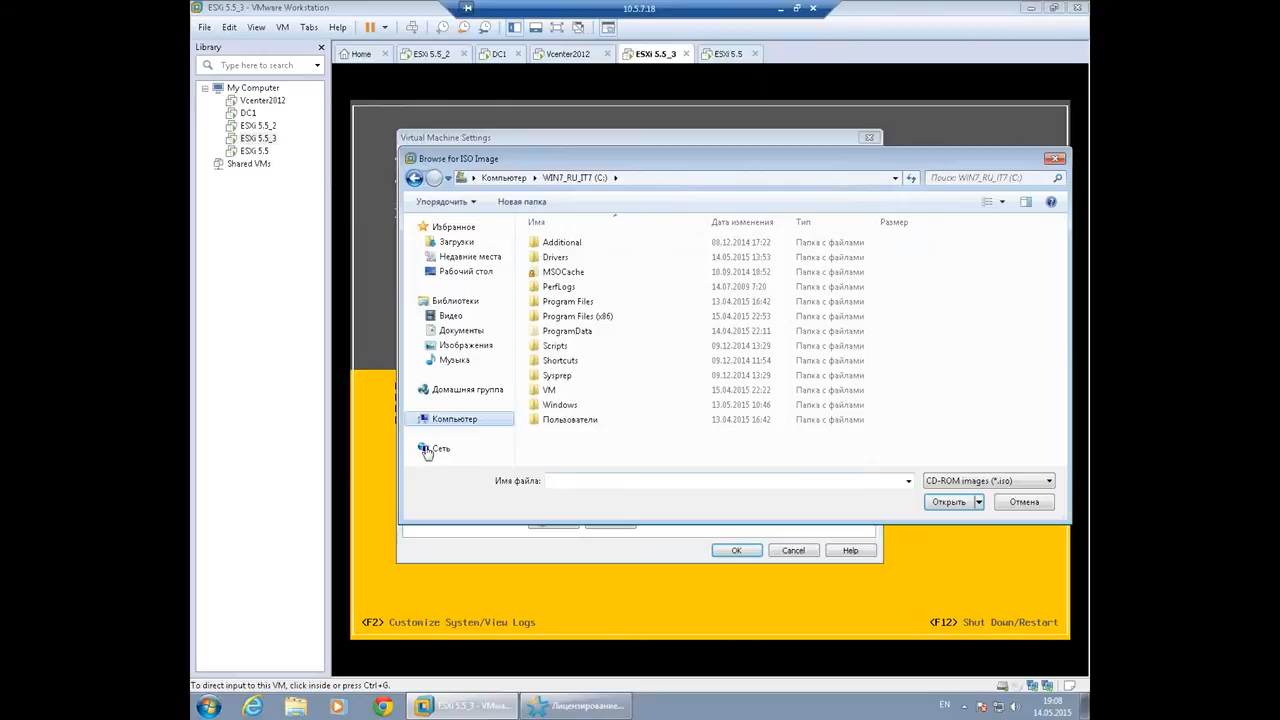 ESXi 5.5_3 - VMware Workstation
10.5.7.18
File Edit View VM Tabs Help
Library
Type here to search
Home ESXi 5.5_2 DC1 Vcenter2012 ESXi 5.5_3 ESXi 5.5
My Computer
Vcenter2012
DC1
ESXi 5.5_2
ESXi 5.5_3
ESXi 5.5
Shared VMs
Virtual Machine Settings
Browse for ISO Image
Компьютер WIN7_RU_IT7 (C:)
Поиск: WIN7_RU_IT7 (C:)
Упорядочить Новая папка
Избранное
Загрузки
Недавние места
Рабочий стол
Библиотеки
Видео
Документы
Изображения
Музыка
Домашняя группа
Компьютер
Сеть
Имя Дата изменения Тип Размер
Additional 08.12.2014 17:22 Папка с файлами
Drivers 14.05.2015 13:53 Папка с файлами
MSOCache 10.09.2014 18:52 Папка с файлами
PerfLogs 14.07.2009 7:20 Папка с файлами
Program Files 13.04.2015 16:42 Папка с файлами
Program Files (x86) 15.04.2015 22:53 Папка с файлами
ProgramData 14.04.2015 22:11 Папка с файлами
Scripts 09.12.2014 13:29 Папка с файлами
Shortcuts 09.12.2014 11:54 Папка с файлами
Sysprep 09.12.2014 13:29 Папка с файлами
VM 15.04.2015 22:22 Папка с файлами
Windows 13.05.2015 10:46 Папка с файлами
Пользователи 13.04.2015 16:42 Папка с файлами
Имя файла:
CD-ROM images (*.iso)
Открыть Отмена
OK Cancel Help
<F2> Customize System/View Logs
<F12> Shut Down/Restart
To direct input to this VM, click inside or press Ctrl+G.
ESXi 5.5_3 - VMwa...
Лицензирование...
EN
19:08
14.05.2015